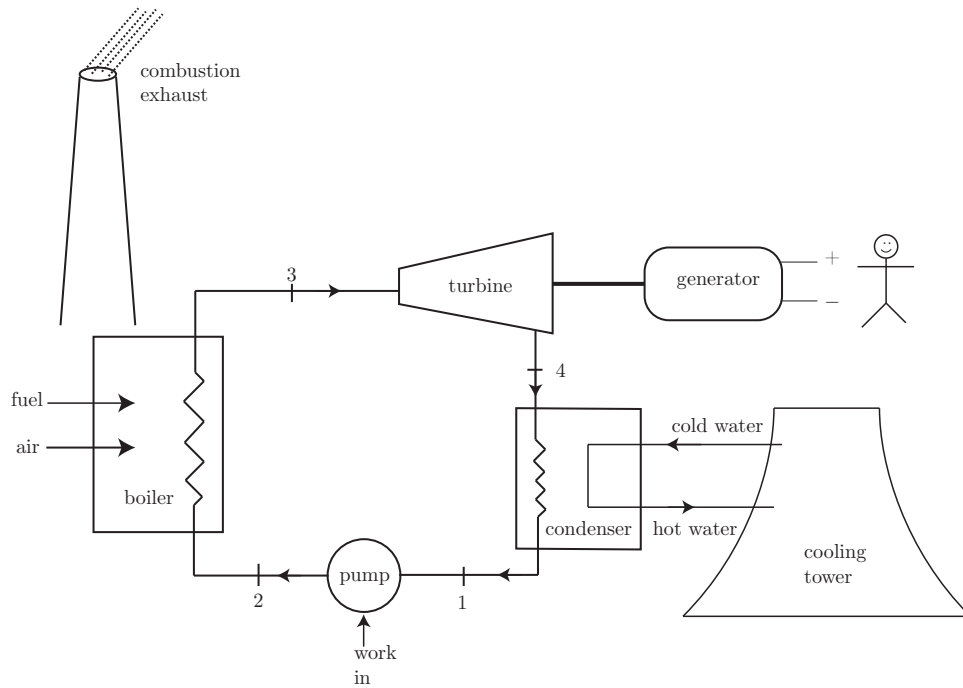 combustion
exhaust
3
turbine
generator
+
−
4
fuel
air
boiler
cold water
condenser
hot water
cooling
tower
pump
2
1
work
in